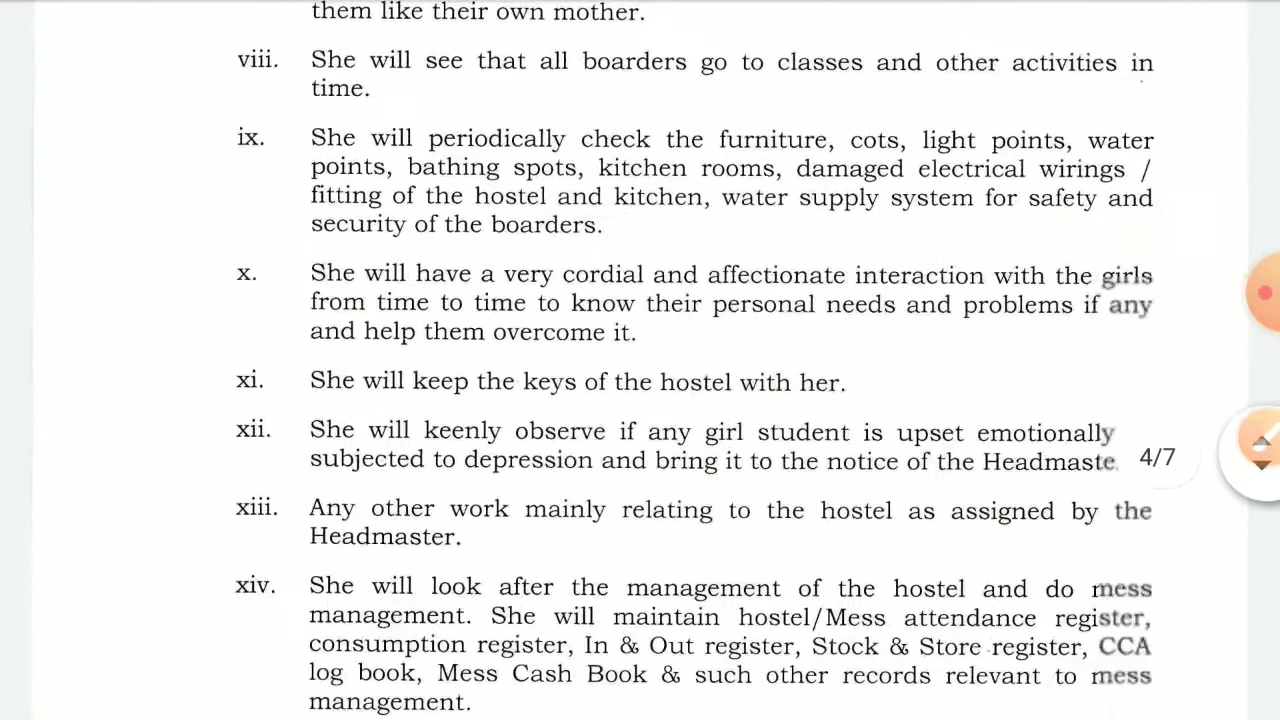 them like their own mother.
viii. She will see that all boarders go to classes and other activities in
time.
ix. She will periodically check the furniture, cots, light points, water
points, bathing spots, kitchen rooms, damaged electrical wirings /
fitting of the hostel and kitchen, water supply system for safety and
security of the boarders.
x. She will have a very cordial and affectionate interaction with the girls
from time to time to know their personal needs and problems if any
and help them overcome it.
xi. She will keep the keys of the hostel with her.
xii. She will keenly observe if any girl student is upset emotionally
subjected to depression and bring it to the notice of the Headmaste
4/7
xiii. Any other work mainly relating to the hostel as assigned by the
Headmaster.
xiv. She will look after the management of the hostel and do mess
management. She will maintain hostel/Mess attendance register,
consumption register, In & Out register, Stock & Store register, CCA
log book, Mess Cash Book & such other records relevant to mess
management.